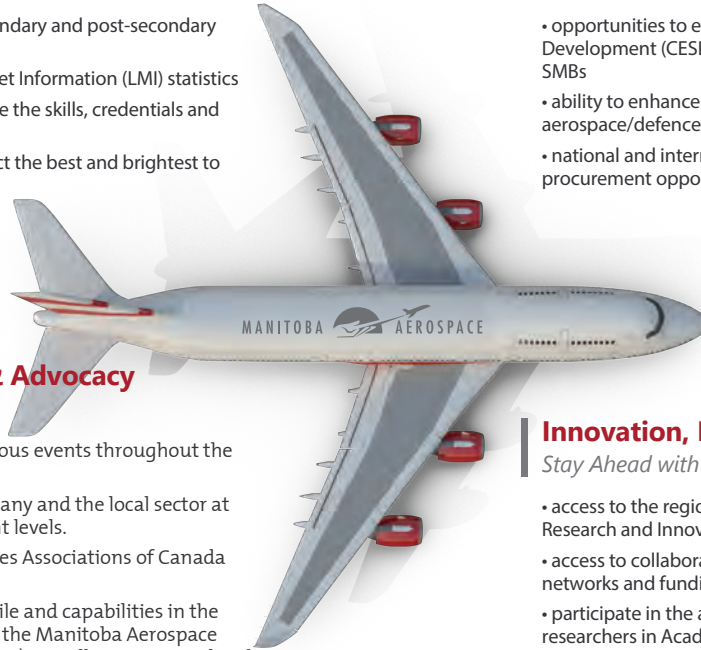 ndary and post-secondary
et Information (LMI) statistics
e the skills, credentials and
ct the best and brightest to
• opportunities to e
Development (CESD
SMBs
• ability to enhance
aerospace/defence
• national and intern
procurement oppo
MANITOBA AEROSPACE
& Advocacy
ous events throughout the
any and the local sector at
t levels.
es Associations of Canada
ile and capabilities in the
the Manitoba Aerospace
Innovation, 
Stay Ahead with
• access to the regio
Research and Innov
• access to collabora
networks and fundi
• participate in the a
researchers in Acad